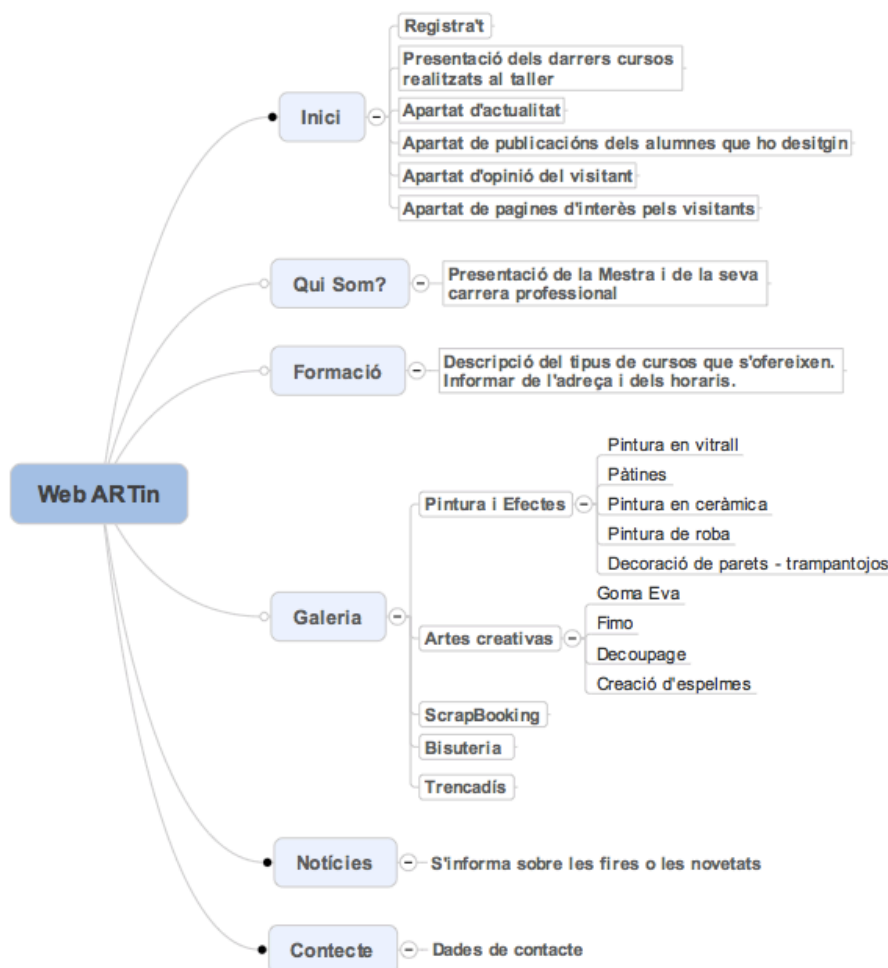 Web ARTin
Inici
Registra't
Presentació dels darrers cursos
realitzats al taller
Apartat d'actualitat
Apartat de publicacións dels alumnes que ho desitgin
Apartat d'opinió del visitant
Apartat de pagines d'interès pels visitants
Qui Som?
Presentació de la Mestra i de la seva
carrera professional
Formació
Descripció del tipus de cursos que s'ofereixen.
Informar de l'adreça i dels horaris.
Galeria
Pintura i Efectes
Pintura en vitrall
Pàtines
Pintura en ceràmica
Pintura de roba
Decoració de parets - trampantojos
Artes creativas
Goma Eva
Fimo
Decoupage
Creació d'espelmes
ScrapBooking
Bisuteria
Trencadís
Notícies
S'informa sobre les fires o les novetats
Contecte
Dades de contacte